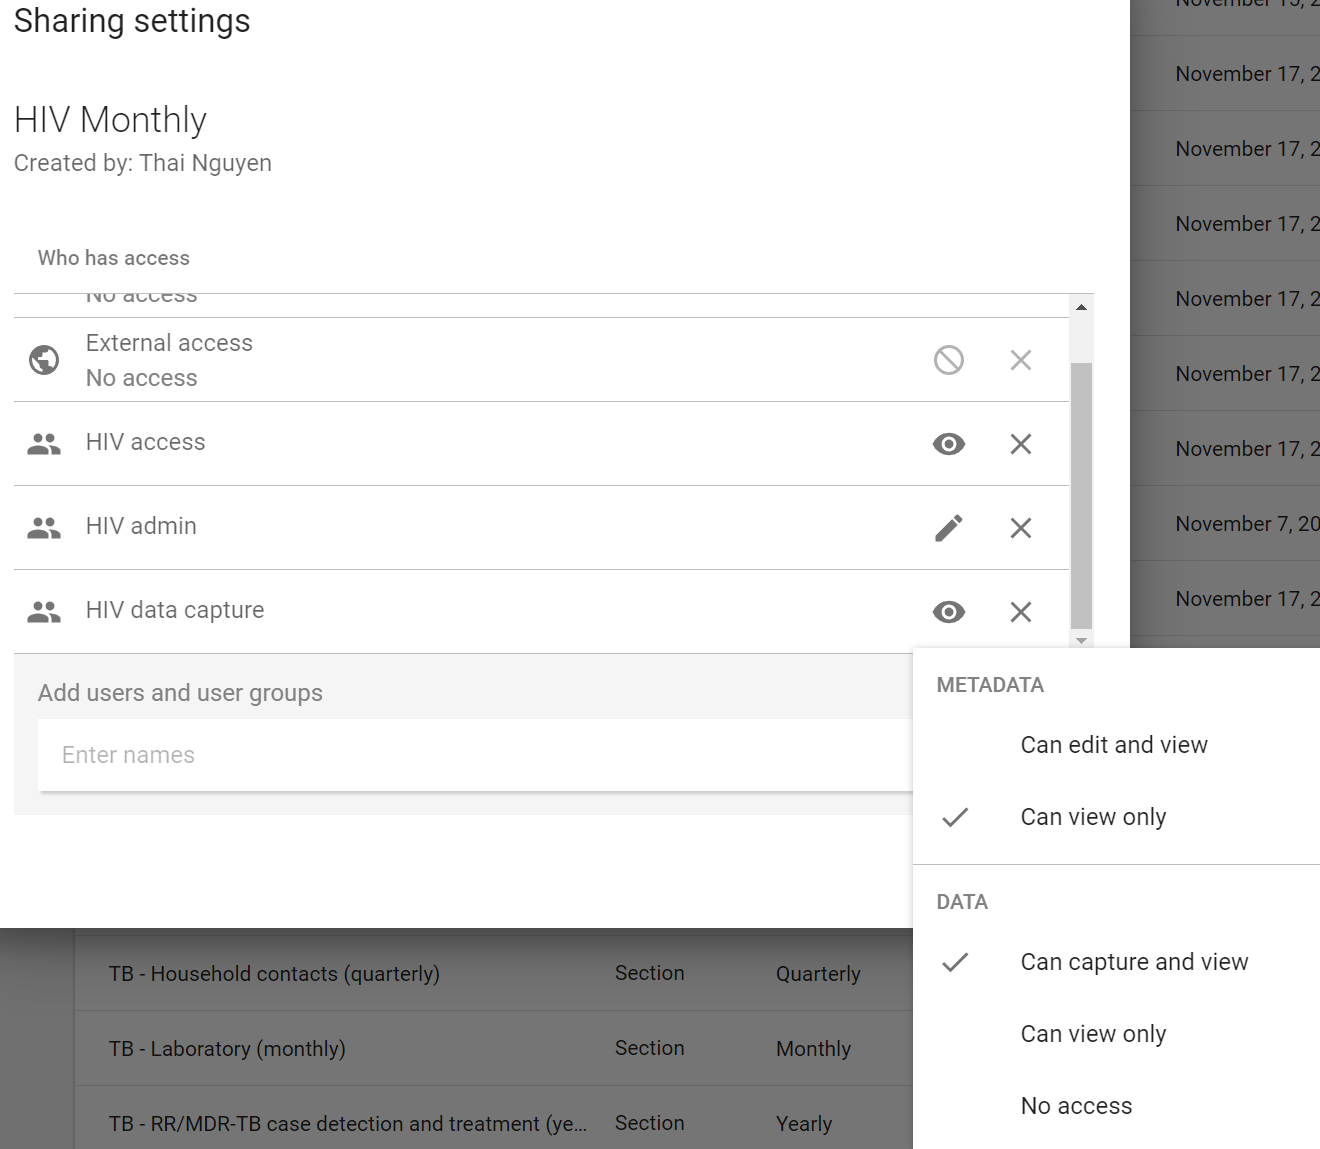 Sharing settings
HIV Monthly
Created by: Thai Nguyen
Who has access
No access
External access
No access
HIV access
HIV admin
HIV data capture
Add users and user groups
Enter names
METADATA
Can edit and view
Can view only
DATA
Can capture and view
Can view only
No access
November 17, 2
November 17, 2
November 17, 2
November 17, 2
November 17, 2
November 17, 2
November 7, 20
November 17, 2
TB - Household contacts (quarterly) Section Quarterly
TB - Laboratory (monthly) Section Monthly
TB - RR/MDR-TB case detection and treatment (ye... Section Yearly